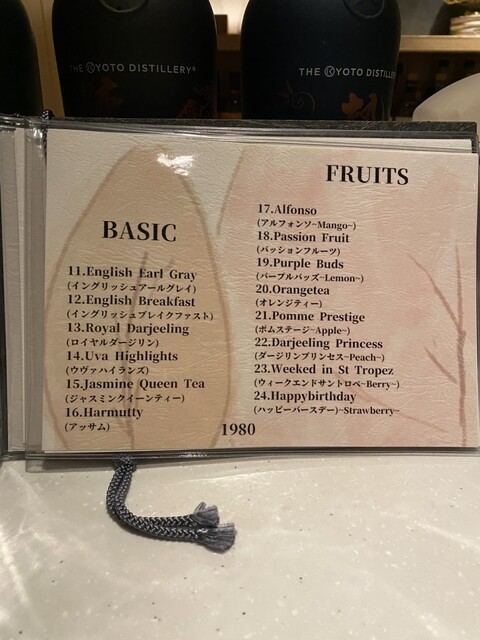 THE KYOTO DISTILLERY®
THE KYOTO DISTILL
BASIC
11.English Earl Gray
(イングリッシュアールグレイ)
12.English Breakfast
(イングリッシュブレイクファスト)
13.Royal Darjeeling
(ロイヤルダージリン)
14.Uva Highlights
(ウヴァハイランズ)
15.Jasmine Queen Tea
(ジャスミンクイーンティー)
16.Harmutty
(アッサム)
FRUITS
17.Alfonso
(アルフォンソ~Mango~)
18.Passion Fruit
(パッションフルーツ)
19.Purple Buds
(パープルバッズ~Lemon~)
20.Orangetea
(オレンジティー)
21.Pomme Prestige
(ポムステージ~Apple~)
22.Darjeeling Princess
(ダージリンプリンセス~Peach~)
23.Weeked in St Tropez
(ウィークエンドサントロペ~Berry~)
24.Happybirthday
(ハッピーバースデー)~Strawberry~
1980